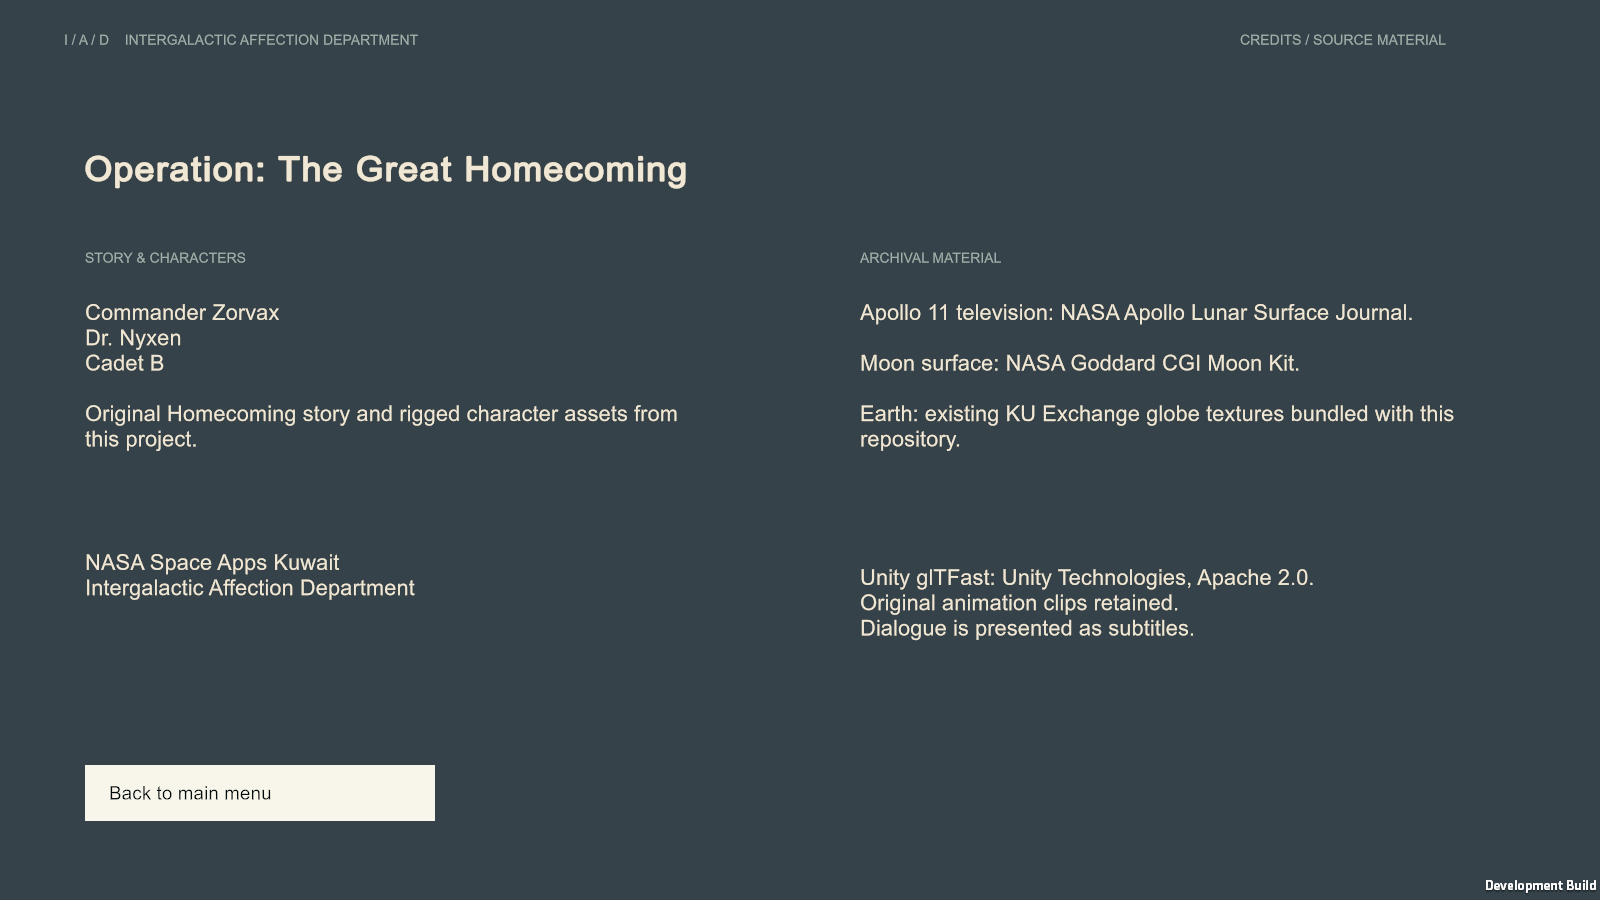 I / A / D    INTERGALACTIC AFFECTION DEPARTMENT
CREDITS / SOURCE MATERIAL
Operation: The Great Homecoming
STORY & CHARACTERS
Commander Zorvax
Dr. Nyxen
Cadet B
Original Homecoming story and rigged character assets from
this project.
NASA Space Apps Kuwait
Intergalactic Affection Department
ARCHIVAL MATERIAL
Apollo 11 television: NASA Apollo Lunar Surface Journal.
Moon surface: NASA Goddard CGI Moon Kit.
Earth: existing KU Exchange globe textures bundled with this
repository.
Unity glTFast: Unity Technologies, Apache 2.0.
Original animation clips retained.
Dialogue is presented as subtitles.
Back to main menu
Development Build